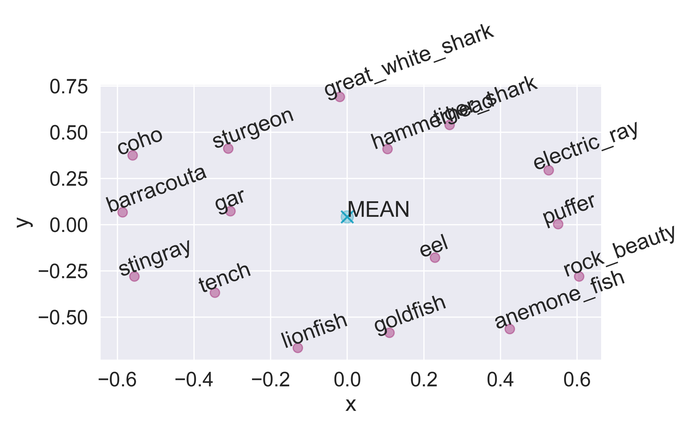 great_white_shark
0.75
tiger_shark
hammerhead
0.50
sturgeon
coho
electric_ray
0.25
barracouta
gar
puffer
MEAN
0.00
y
eel
rock_beauty
−0.25
stingray
tench
anemone_fish
goldfish
lionfish
−0.50
−0.6 −0.4 −0.2 0.0 0.2 0.4 0.6
x